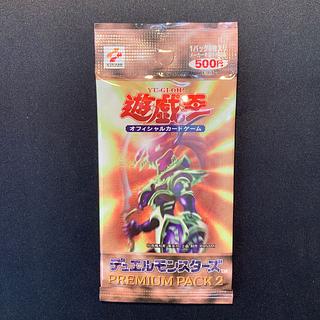 YU-GI-OH!
遊戯王
オフィシャルカードゲーム
500円
デュエルモンスターズ
PREMIUM PACK 2